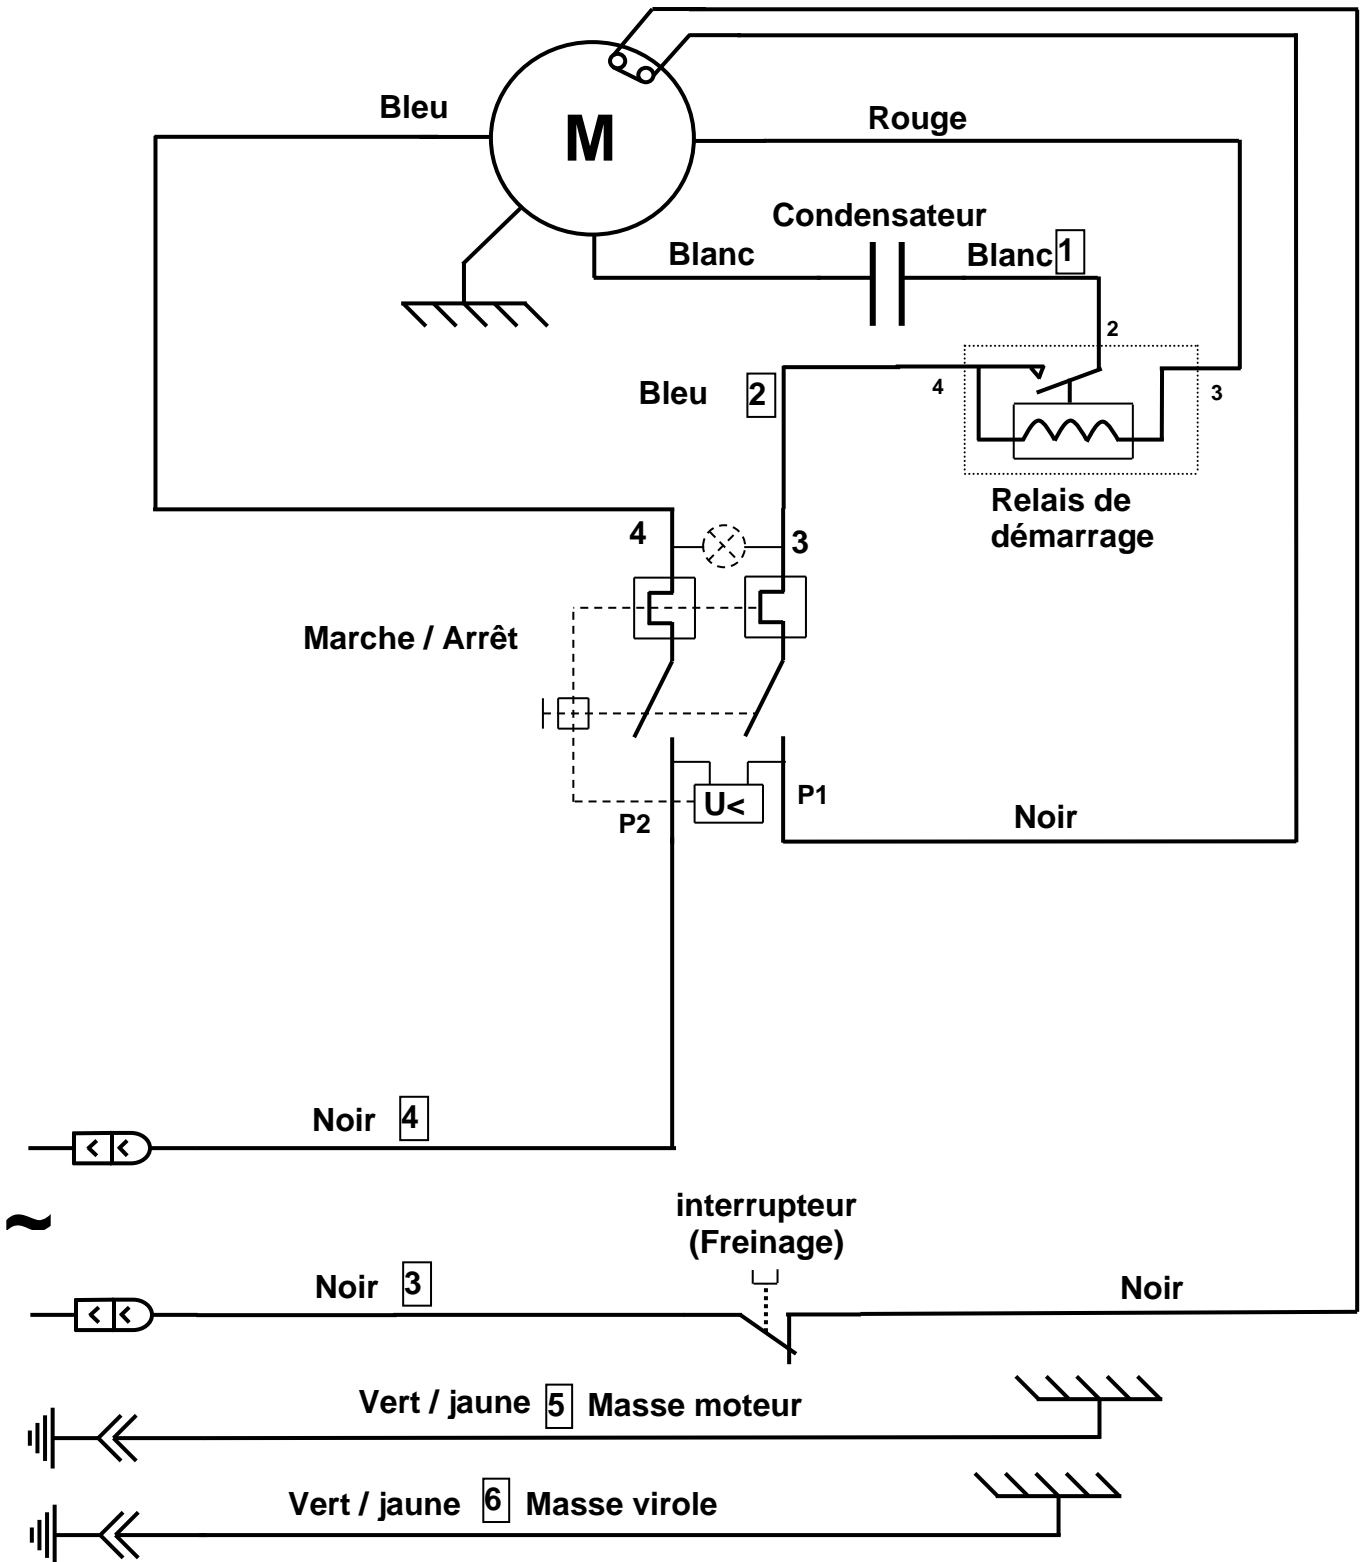 Bleu
M
Rouge
Condensateur
Blanc
Blanc 1
2
4
3
Bleu 2
Relais de
démarrage
4
3
Marche / Arrêt
U<
P1
P2
Noir
Noir 4
~
interrupteur
(Freinage)
Noir 3
Noir
Vert / jaune 5 Masse moteur
Vert / jaune 6 Masse virole